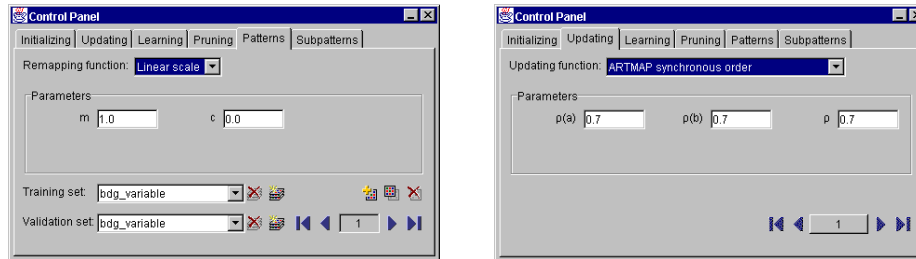 Control Panel
Initializing Updating Learning Pruning Patterns Subpatterns
Remapping function: Linear scale
Parameters
m 1.0 c 0.0
Training set: bdg_variable
Validation set: bdg_variable 1
Control Panel
Initializing Updating Learning Pruning Patterns Subpatterns
Updating function: ARTMAP synchronous order
Parameters
ρ(a) 0.7 ρ(b) 0.7 ρ 0.7
1